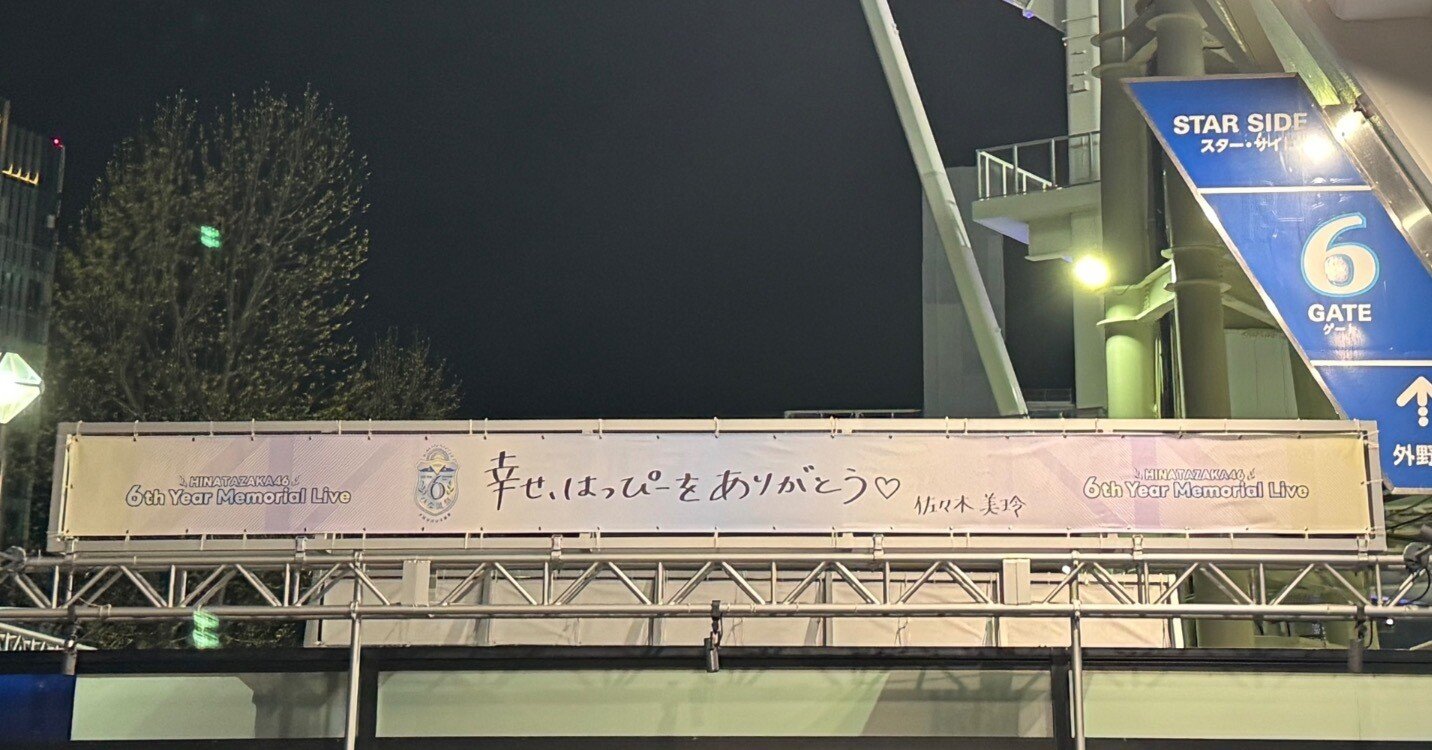 STAR SIDE
スター・サイド
6
GATE
ゲート
外野
HINATAZAKA46
6th Year Memorial Live
6
幸せ、はっぴーをありがとう♡
佐々木 美玲
HINATAZAKA46
6th Year Memorial Live